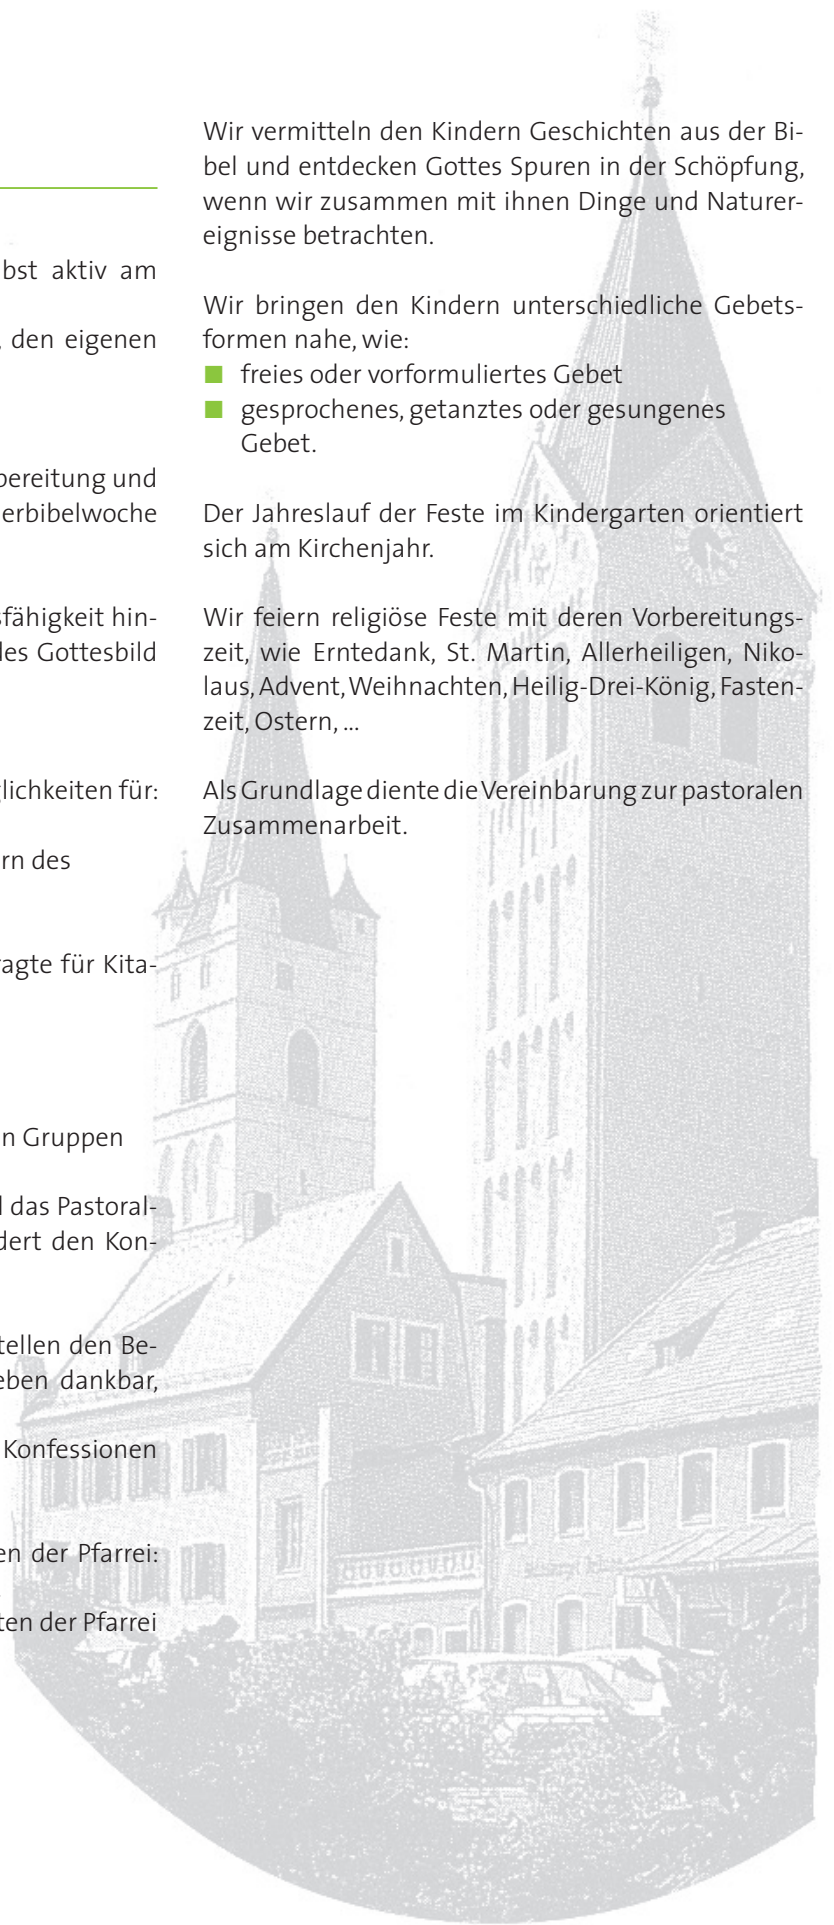 bst aktiv am
den eigenen
bereitung und
erbibelwoche
sfähigkeit hin-
des Gottesbild
glichkeiten für:
rn des
ragte für Kita-
n Gruppen
das Pastoral-
dert den Kon-
tellen den Be-
eben dankbar,
Konfessionen
en der Pfarrei:
ten der Pfarrei
Wir vermitteln den Kindern Geschichten aus der Bi-
bel und entdecken Gottes Spuren in der Schöpfung,
wenn wir zusammen mit ihnen Dinge und Naturer-
eignisse betrachten.
Wir bringen den Kindern unterschiedliche Gebets-
formen nahe, wie:
■ freies oder vorformuliertes Gebet
■ gesprochenes, getanztes oder gesungenes
Gebet.
Der Jahreslauf der Feste im Kindergarten orientiert
sich am Kirchenjahr.
Wir feiern religiöse Feste mit deren Vorbereitungs-
zeit, wie Erntedank, St. Martin, Allerheiligen, Niko-
laus, Advent, Weihnachten, Heilig-Drei-König, Fasten-
zeit, Ostern, ...
Als Grundlage diente die Vereinbarung zur pastoralen
Zusammenarbeit.